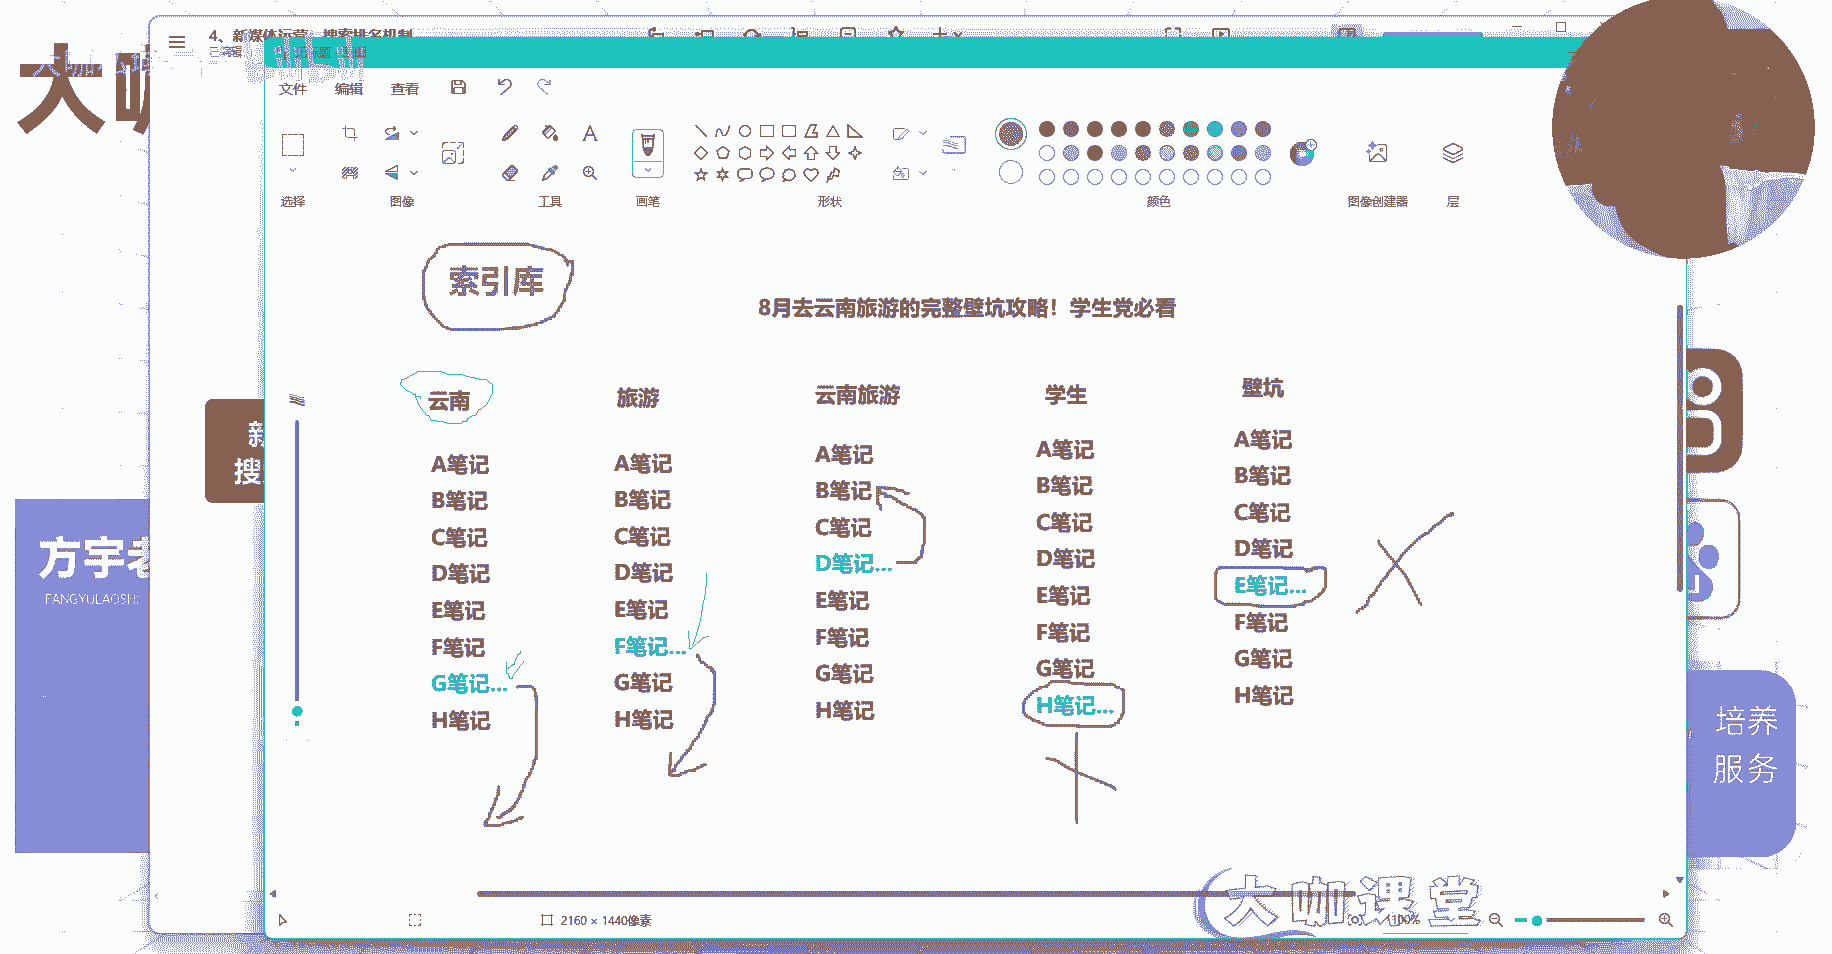 4、新媒体运营、搜索排名机制
已编辑
大咖
文件 编辑 查看
选择 图像 工具 画笔 形状 颜色 图像创建器 层
索引库
8月去云南旅游的完整壁坑攻略！学生党必看
云南 旅游 云南旅游 学生 壁坑
A笔记 A笔记 A笔记 A笔记 A笔记
B笔记 B笔记 B笔记 B笔记 B笔记
C笔记 C笔记 C笔记 C笔记 C笔记
D笔记 D笔记 D笔记... D笔记 D笔记
E笔记 E笔记 E笔记 E笔记 E笔记...
F笔记 F笔记... F笔记 F笔记 F笔记
G笔记... G笔记 G笔记 G笔记 G笔记
H笔记 H笔记 H笔记 H笔记... H笔记
新
搜
方宇老
FANGYULAOSHI
培养
服务
大咖课堂
2160 × 1440像素
100%